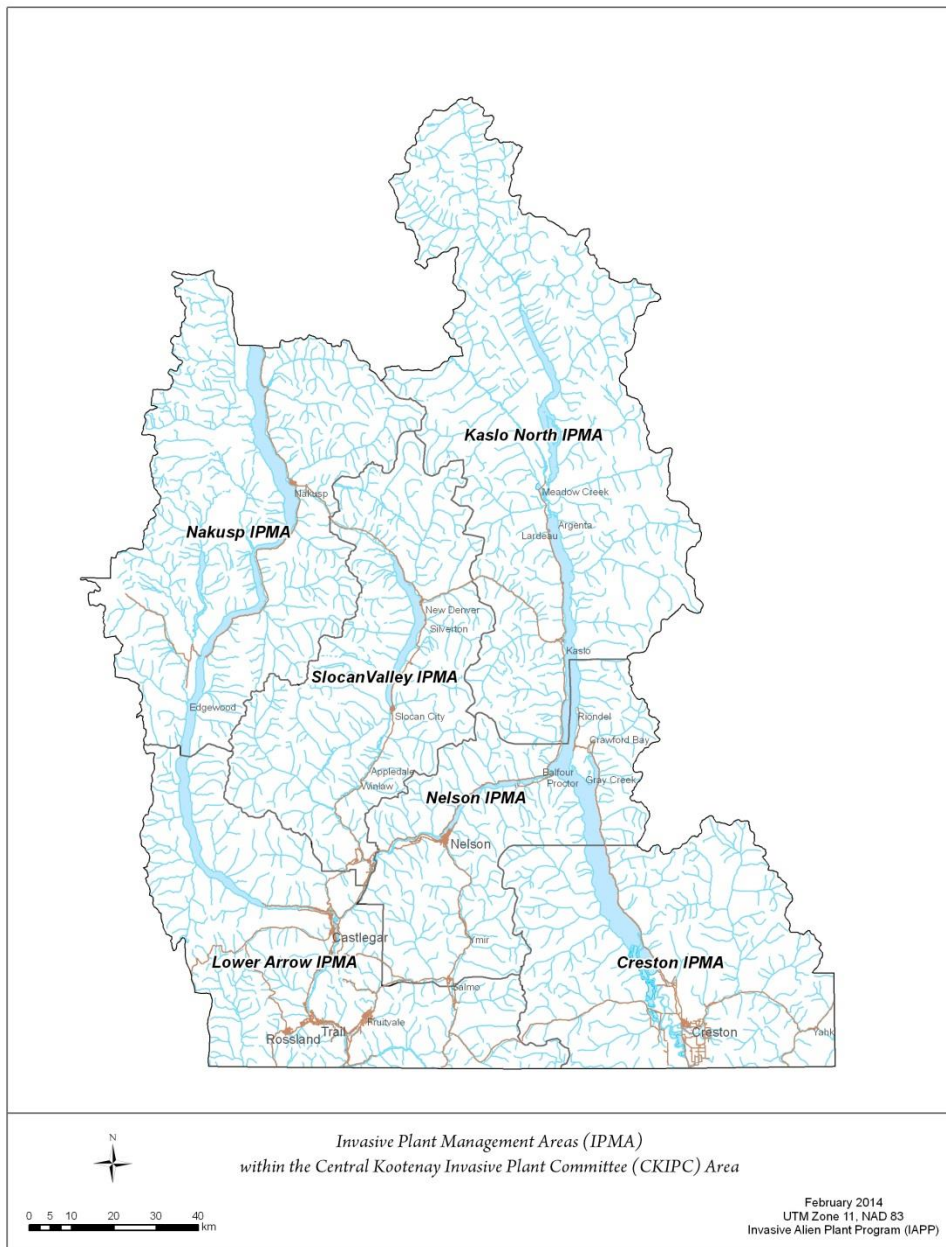 Kaslo North IPMA
Meadow Creek
Argenta
Lardeau
Nakusp
Nakusp IPMA
New Denver
Silverton
Kaslo
SlocanValley IPMA
Edgewood
Slocan City
Riondel
Crawford Bay
Appledale
Winlaw
Balfour
Proctor
Gray Creek
Nelson IPMA
Nelson
Castlegar
Ymir
Lower Arrow IPMA
Creston IPMA
Salmo
Fruitvale
Rossland
Trail
Creston
Yahk
N
0 5 10 20 30 40
km
Invasive Plant Management Areas (IPMA)
within the Central Kootenay Invasive Plant Committee (CKIPC) Area
February 2014
UTM Zone 11, NAD 83
Invasive Alien Plant Program (IAPP)